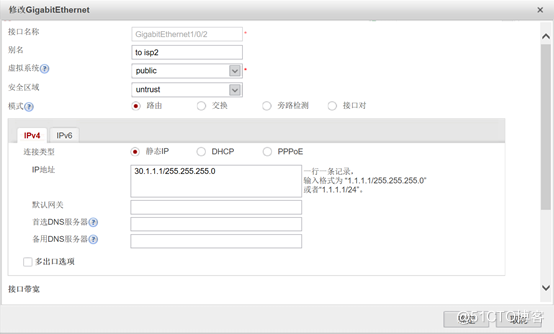 修改GigabitEthernet
接口名称 GigabitEthernet1/0/2 *
别名 to isp2
虚拟系统 public *
安全区域 untrust
模式 路由 交换 旁路检测 接口对
IPv4 IPv6
连接类型 静态IP DHCP PPPoE
IP地址 30.1.1.1/255.255.255.0
一行一条记录。
输入格式为 "1.1.1.1/255.255.255.0"
或者"1.1.1.1/24"。
默认网关
首选DNS服务器
备用DNS服务器
多出口选项
接口带宽
确定 取消
@51CTO博客